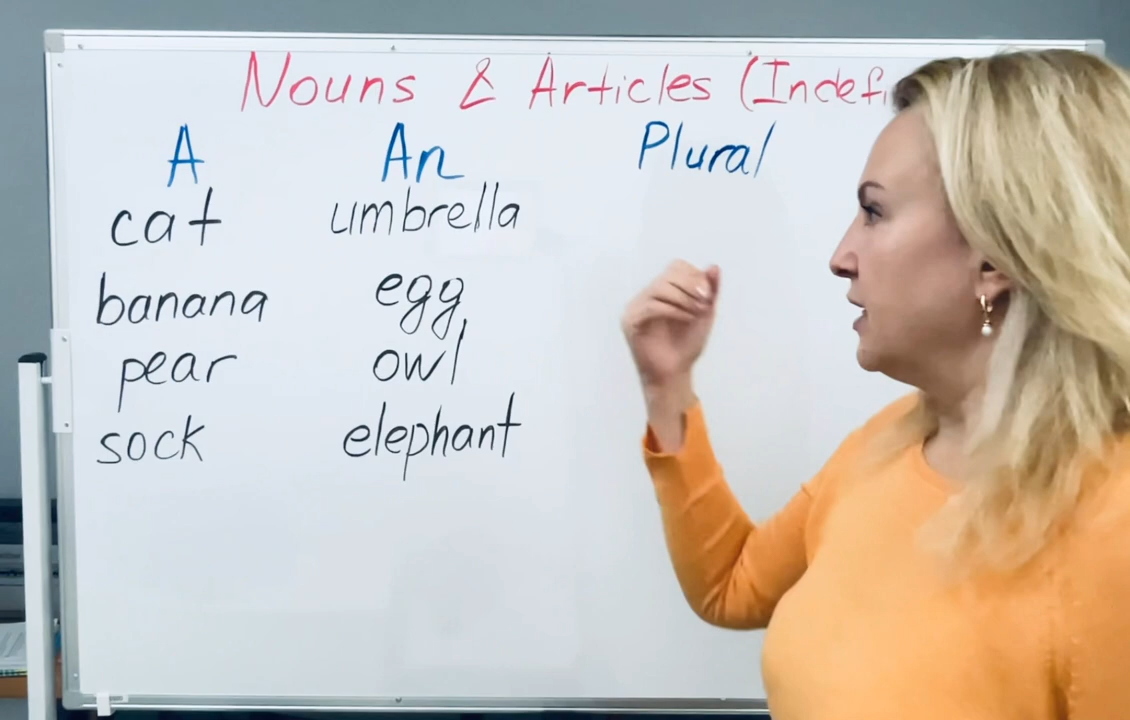 Nouns & Articles (Indefi
A An Plural
cat umbrella
banana egg
pear owl
sock elephant